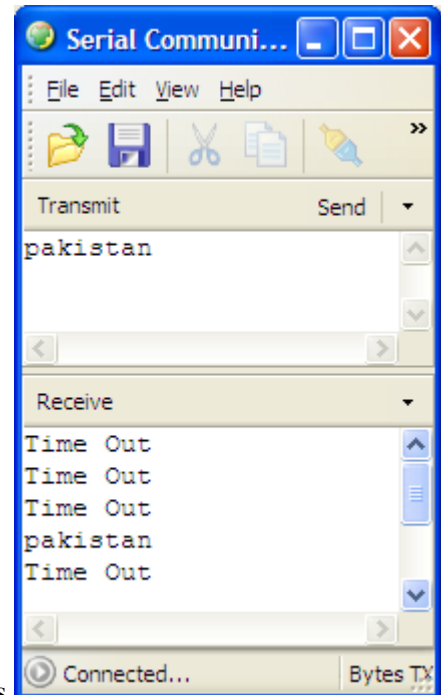 Serial Communi...
File Edit View Help
»
Transmit Send
pakistan
Receive
Time Out
Time Out
Time Out
pakistan
Time Out
s
Connected... Bytes TX